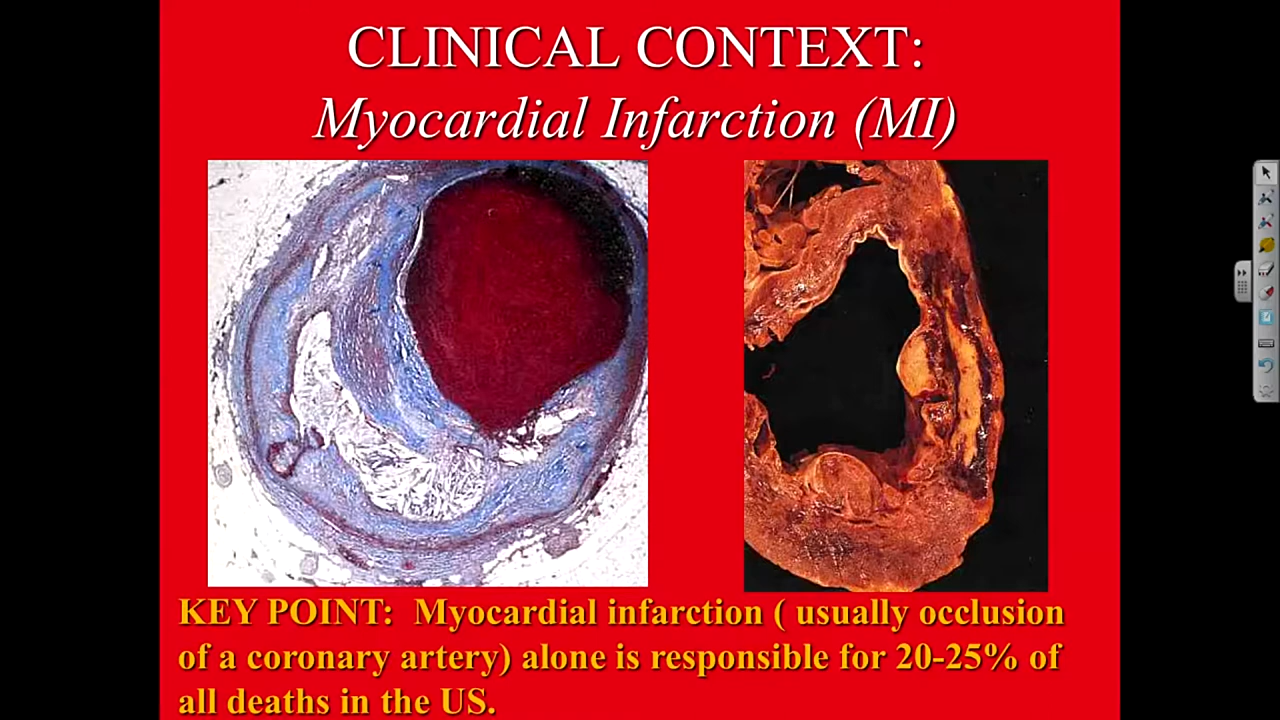 CLINICAL CONTEXT:
Myocardial Infarction (MI)
KEY POINT:  Myocardial infarction ( usually occlusion
of a coronary artery) alone is responsible for 20-25% of
all deaths in the US.